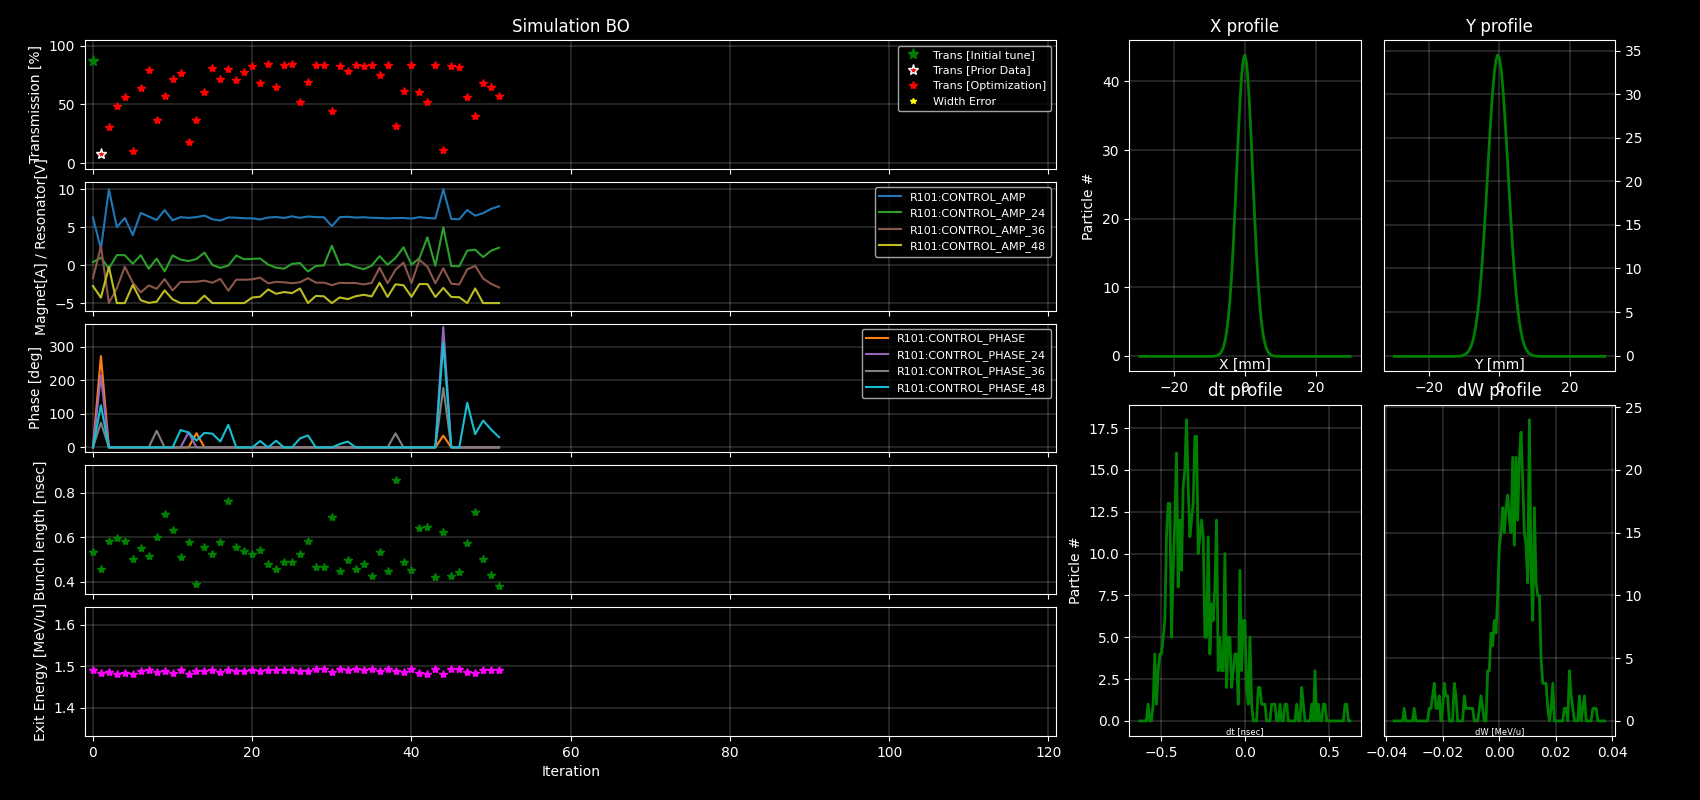 Simulation BO
Transmission [%]
100
50
0
Trans [Initial tune]
Trans [Prior Data]
Trans [Optimization]
Width Error
Magnet[A] / Resonator[V]
10
5
0
−5
R101:CONTROL_AMP
R101:CONTROL_AMP_24
R101:CONTROL_AMP_36
R101:CONTROL_AMP_48
Phase [deg]
300
200
100
0
R101:CONTROL_PHASE
R101:CONTROL_PHASE_24
R101:CONTROL_PHASE_36
R101:CONTROL_PHASE_48
Bunch length [nsec]
0.8
0.6
0.4
Exit Energy [MeV/u]
1.6
1.5
1.4
0 20 40 60 80 100 120
Iteration
X profile
Particle #
40
30
20
10
0
X [mm]
−20 0 20
Y profile
35
30
25
20
15
10
5
0
Y [mm]
−20 0 20
dt profile
Particle #
17.5
15.0
12.5
10.0
7.5
5.0
2.5
0.0
dt [nsec]
−0.5 0.0 0.5
dW profile
25
20
15
10
5
0
dW [MeV/u]
−0.04 −0.02 0.00 0.02 0.04